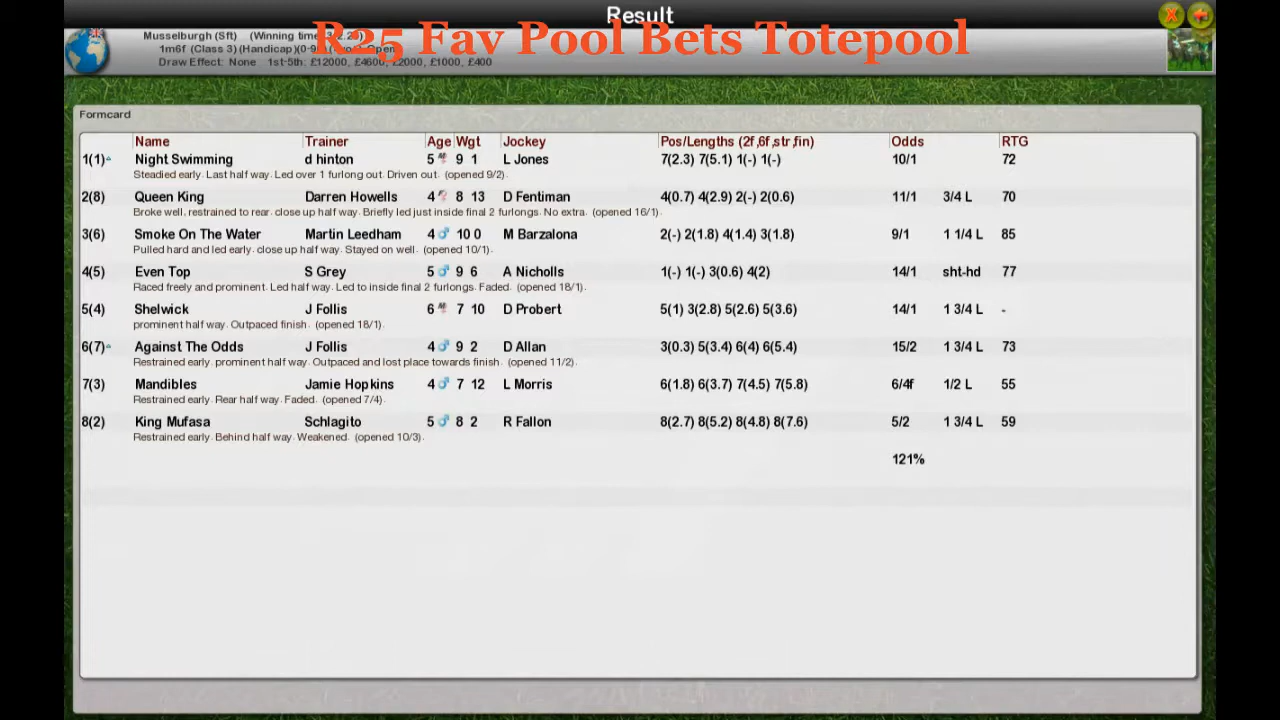 Result
R25 Fav Pool Bets Totepool
Musselburgh (Sft) (Winning time:
1m6f (Class 3) (Handicap)
Draw Effect: None 1st-5th: £12000, £4600, £2000, £1000, £400
Formcard
Name Trainer Age Wgt Jockey Pos/Lengths (2f,6f,str,fin) Odds RTG
1(1) Night Swimming d hinton 5 9 1 L Jones 7(2.3) 7(5.1) 1(-) 1(-) 10/1 72
Steadied early. Last half way. Led over 1 furlong out. Driven out. (opened 9/2).
2(8) Queen King Darren Howells 4 8 13 D Fentiman 4(0.7) 4(2.9) 2(-) 2(0.6) 11/1 3/4 L 70
Broke well, restrained to rear. close up half way. Briefly led just inside final 2 furlongs. No extra. (opened 16/1).
3(6) Smoke On The Water Martin Leedham 4 10 0 M Barzalona 2(-) 2(1.8) 4(1.4) 3(1.8) 9/1 1 1/4 L 85
Pulled hard and led early. close up half way. Stayed on well. (opened 10/1).
4(5) Even Top S Grey 5 9 6 A Nicholls 1(-) 1(-) 3(0.6) 4(2) 14/1 sht-hd 77
Raced freely and prominent. Led half way. Led to inside final 2 furlongs. Faded. (opened 18/1).
5(4) Shelwick J Follis 6 7 10 D Probert 5(1) 3(2.8) 5(2.6) 5(3.6) 14/1 1 3/4 L -
prominent half way. Outpaced finish. (opened 18/1).
6(7) Against The Odds J Follis 4 9 2 D Allan 3(0.3) 5(3.4) 6(4) 6(5.4) 15/2 1 3/4 L 73
Restrained early. prominent half way. Outpaced and lost place towards finish. (opened 11/2).
7(3) Mandibles Jamie Hopkins 4 7 12 L Morris 6(1.8) 6(3.7) 7(4.5) 7(5.8) 6/4f 1/2 L 55
Restrained early. Rear half way. Faded. (opened 7/4).
8(2) King Mufasa Schlagito 5 8 2 R Fallon 8(2.7) 8(5.2) 8(4.8) 8(7.6) 5/2 1 3/4 L 59
Restrained early. Behind half way. Weakened. (opened 10/3).
121%